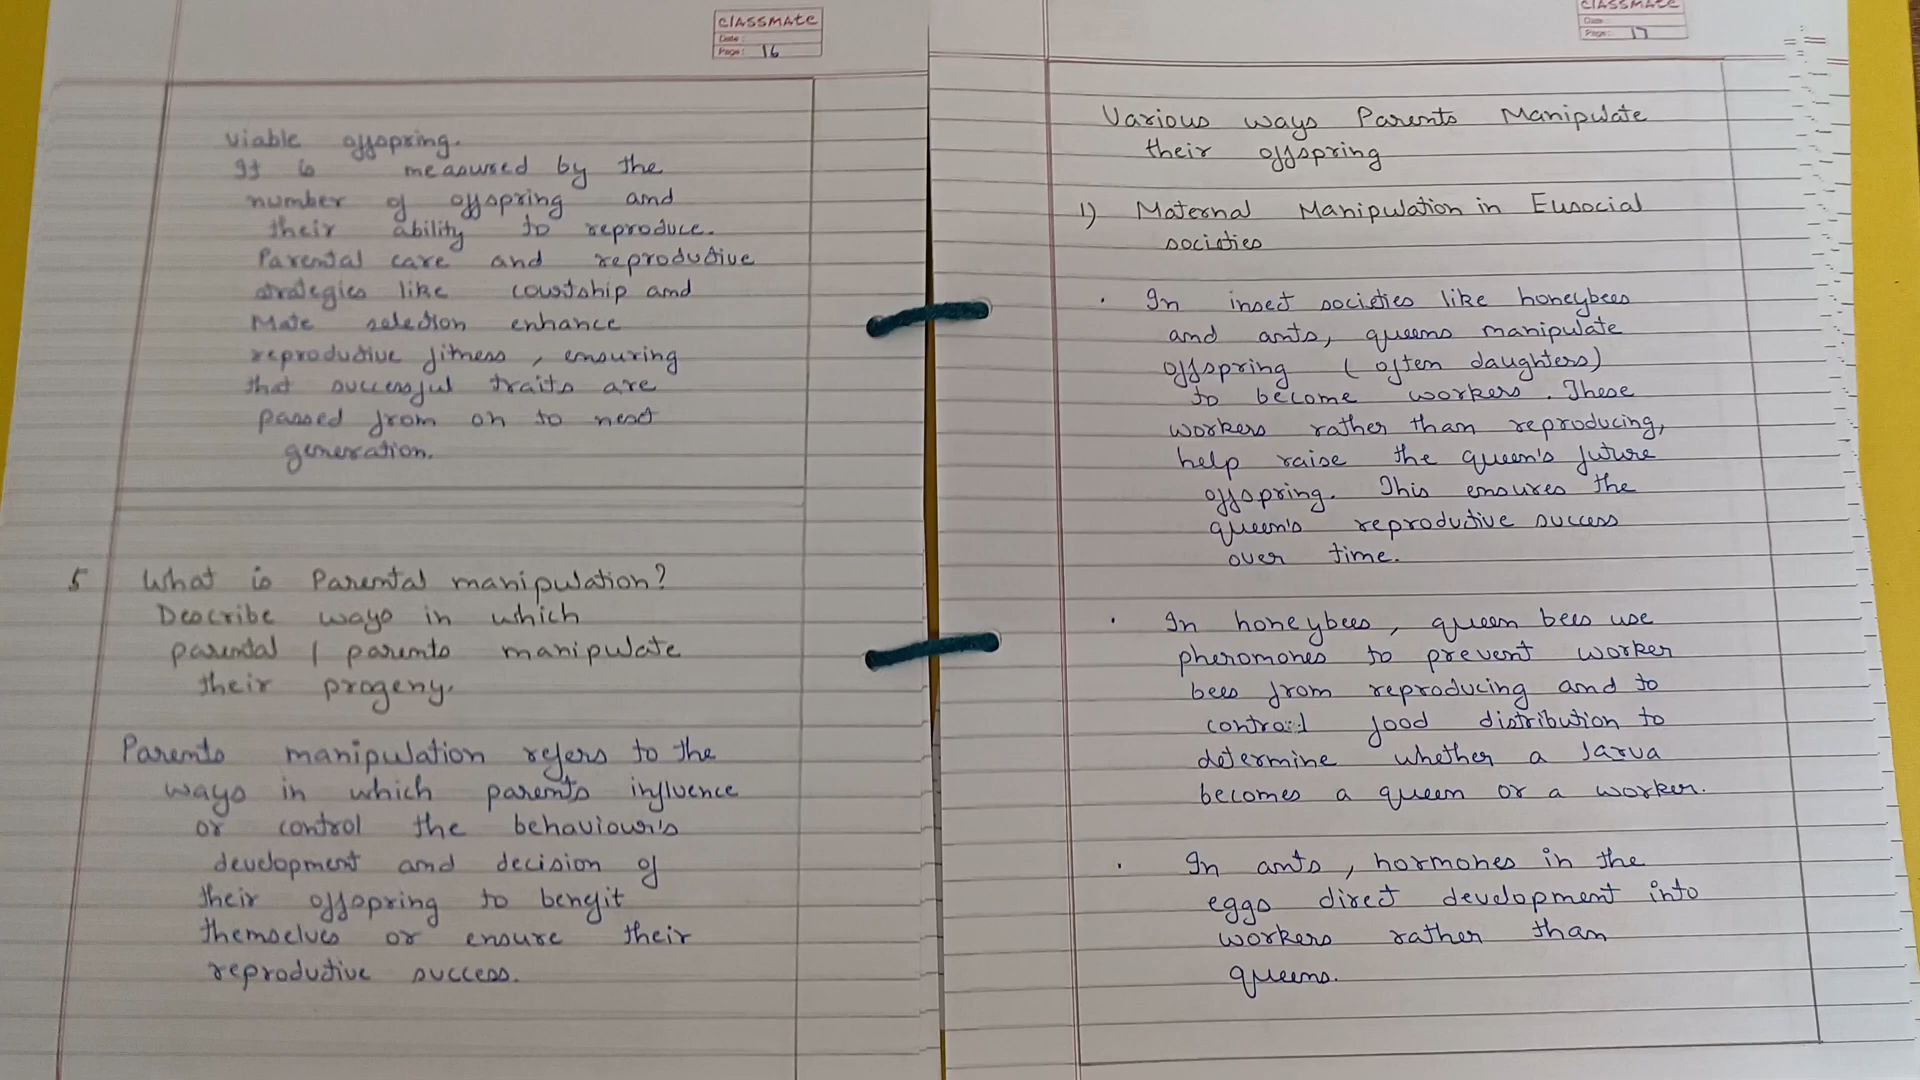 classmate
Date :
Page : 16
viable offspring.
It is measured by the
number of offspring and
their ability to reproduce.
Parental care and reproductive
strategies like courtship and
Mate selection enhance
reproductive fitness, ensuring
that successful traits are
passed from on to next
generation.
5 What is Parental manipulation?
Describe ways in which
parental / parents manipulate
their progeny.
Parents manipulation refers to the
ways in which parents influence
or control the behaviour's
development and decision of
their offspring to benefit
themselves or ensure their
reproductive success.
classmate
Date
Page : 17
Various ways Parents Manipulate
their offspring
1) Maternal Manipulation in Eusocial
societies
· In insect societies like honeybees
and ants, queens manipulate
offspring (often daughters)
to become workers. These
workers rather than reproducing,
help raise the queen's future
offspring. This ensures the
queen's reproductive success
over time.
· In honeybees, queen bees use
pheromones to prevent worker
bees from reproducing and to
control food distribution to
determine whether a larva
becomes a queen or a worker.
· In ants, hormones in the
eggs direct development into
workers rather than
queens.